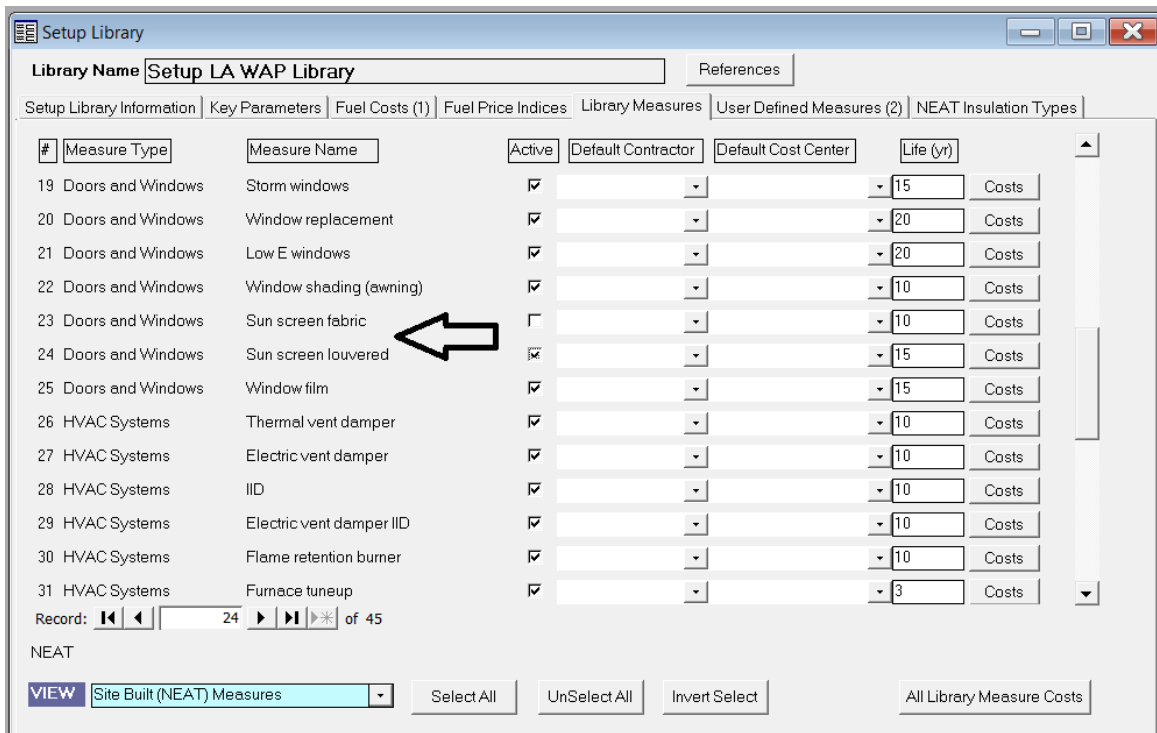 Setup Library
Library Name Setup LA WAP Library References
Setup Library Information Key Parameters Fuel Costs (1) Fuel Price Indices Library Measures User Defined Measures (2) NEAT Insulation Types
# Measure Type Measure Name Active Default Contractor Default Cost Center Life (yr)
19 Doors and Windows Storm windows 15 Costs
20 Doors and Windows Window replacement 20 Costs
21 Doors and Windows Low E windows 20 Costs
22 Doors and Windows Window shading (awning) 10 Costs
23 Doors and Windows Sun screen fabric 10 Costs
24 Doors and Windows Sun screen louvered 15 Costs
25 Doors and Windows Window film 15 Costs
26 HVAC Systems Thermal vent damper 10 Costs
27 HVAC Systems Electric vent damper 10 Costs
28 HVAC Systems IID 10 Costs
29 HVAC Systems Electric vent damper IID 10 Costs
30 HVAC Systems Flame retention burner 10 Costs
31 HVAC Systems Furnace tuneup 3 Costs
Record: 24 of 45
NEAT
VIEW Site Built (NEAT) Measures Select All UnSelect All Invert Select All Library Measure Costs